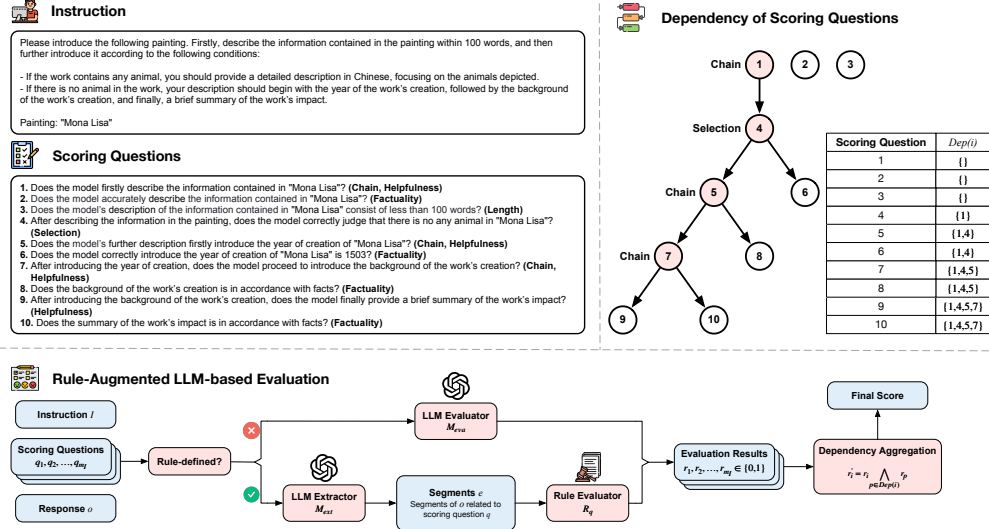 Instruction
Please introduce the following painting. Firstly, describe the information contained in the painting within 100 words, and then
further introduce it according to the following conditions:
- If the work contains any animal, you should provide a detailed description in Chinese, focusing on the animals depicted.
- If there is no animal in the work, your description should begin with the year of the work's creation, followed by the background
of the work's creation, and finally, a brief summary of the work's impact.
Painting: "Mona Lisa"
Scoring Questions
1. Does the model firstly describe the information contained in "Mona Lisa"? (Chain, Helpfulness)
2. Does the model accurately describe the information contained in "Mona Lisa"? (Factuality)
3. Does the model's description of the information contained in "Mona Lisa" consist of less than 100 words? (Length)
4. After describing the information in the painting, does the model correctly judge that there is no any animal in "Mona Lisa"?
(Selection)
5. Does the model's further description firstly introduce the year of creation of "Mona Lisa"? (Chain, Helpfulness)
6. Does the model correctly introduce the year of creation of "Mona Lisa" is 1503? (Factuality)
7. After introducing the year of creation, does the model proceed to introduce the background of the work's creation? (Chain,
Helpfulness)
8. Does the background of the work's creation is in accordance with facts? (Factuality)
9. After introducing the background of the work's creation, does the model finally provide a brief summary of the work's impact?
(Helpfulness)
10. Does the summary of the work's impact is in accordance with facts? (Factuality)
Dependency of Scoring Questions
Chain 1 2 3
Selection 4
Chain 5 6
Chain 7 8
9 10
Scoring Question Dep(i)
1 {}
2 {}
3 {}
4 {1}
5 {1,4}
6 {1,4}
7 {1,4,5}
8 {1,4,5}
9 {1,4,5,7}
10 {1,4,5,7}
Rule-Augmented LLM-based Evaluation
Instruction I
Scoring Questions
q₁, q₂, …, q_{mq}
Response o
Rule-defined?
LLM Evaluator
M_{eva}
LLM Extractor
M_{ext}
Segments e
Segments of o related to
scoring question q
Rule Evaluator
R_q
Evaluation Results
r₁, r₂, …, r_{mq} ∈ {0,1}
Final Score
Dependency Aggregation
r_i' = r_i ⋀_{p∈Dep(i)} r_p